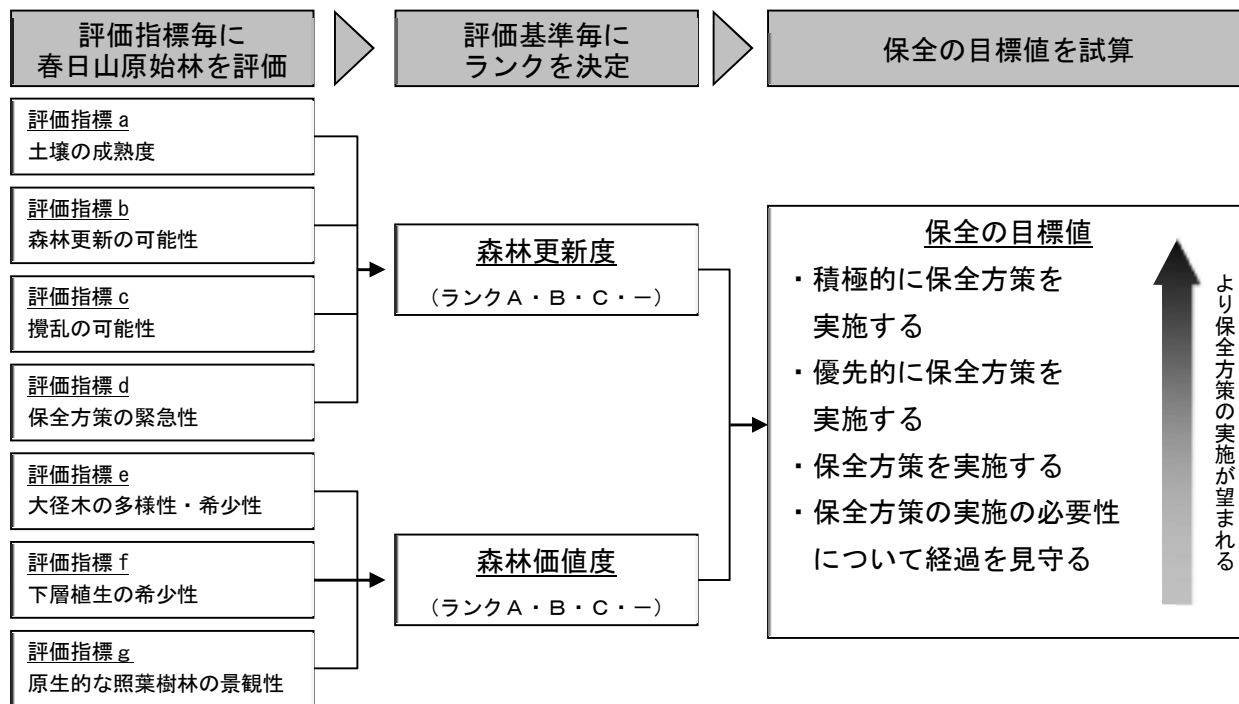 評価指標毎に
春日山原始林を評価
評価基準毎に
ランクを決定
保全の目標値を試算
評価指標 a
土壌の成熟度
評価指標 b
森林更新の可能性
評価指標 c
攪乱の可能性
評価指標 d
保全方策の緊急性
評価指標 e
大径木の多様性・希少性
評価指標 f
下層植生の希少性
評価指標 g
原生的な照葉樹林の景観性
森林更新度
（ランクＡ・Ｂ・Ｃ・－）
森林価値度
（ランクＡ・Ｂ・Ｃ・－）
保全の目標値
・積極的に保全方策を
実施する
・優先的に保全方策を
実施する
・保全方策を実施する
・保全方策の実施の必要性
について経過を見守る
より保全方策の実施が望まれる